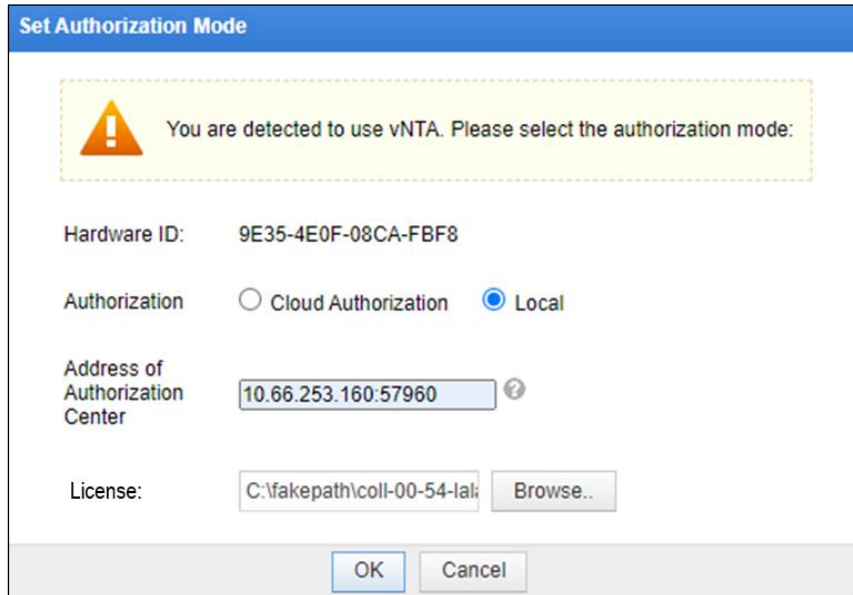 Set Authorization Mode
You are detected to use vNTA. Please select the authorization mode:
Hardware ID: 9E35-4E0F-08CA-FBF8
Authorization Cloud Authorization Local
Address of
Authorization
Center
10.66.253.160:57960 ?
License: C:\fakepath\coll-00-54-lal Browse..
OK Cancel